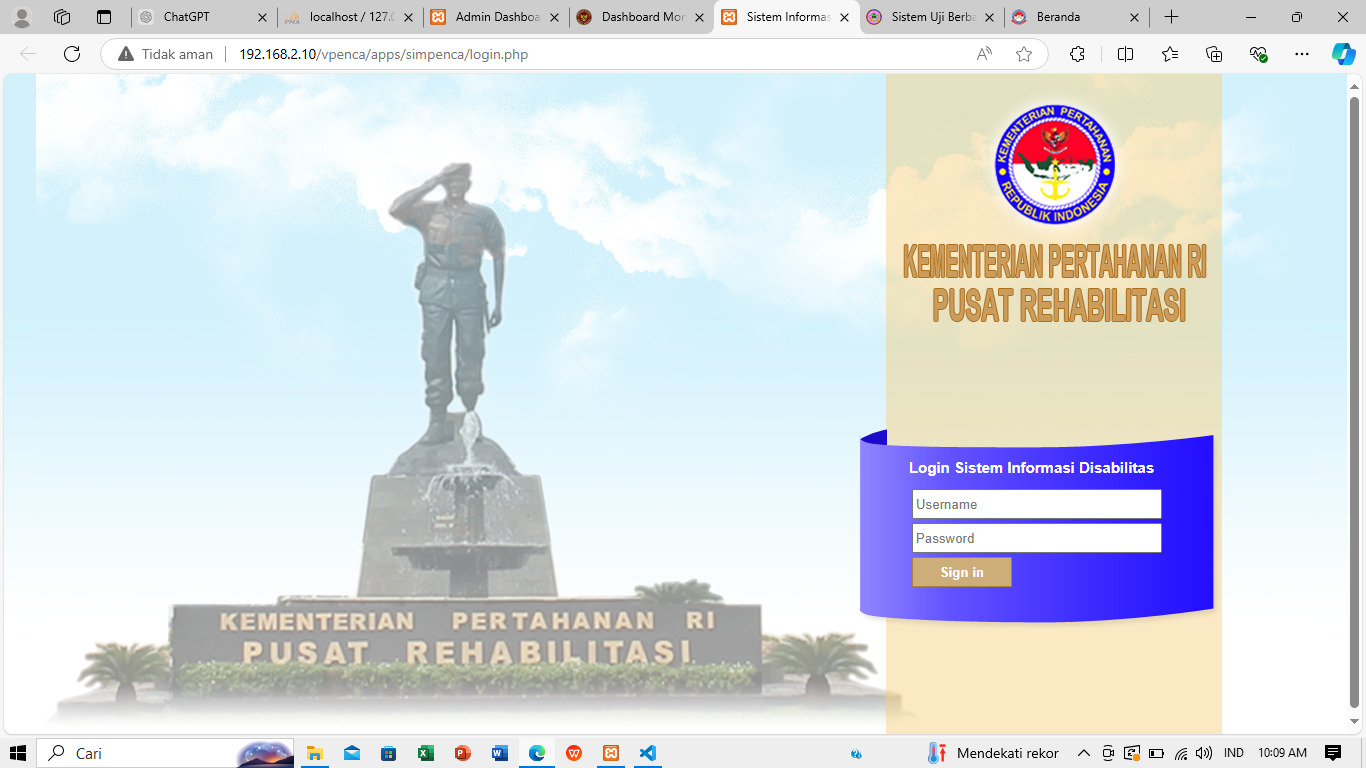 ChatGPT
localhost / 127.0
Admin Dashboa
Dashboard Mor
Sistem Informas
Sistem Uji Berba
Beranda
Tidak aman
192.168.2.10/vpenca/apps/simpenca/login.php
KEMENTERIAN PERTAHANAN
REPUBLIK INDONESIA
KEMENTERIAN PERTAHANAN RI
PUSAT REHABILITASI
Login Sistem Informasi Disabilitas
Username
Password
Sign in
KEMENTERIAN PERTAHANAN RI
PUSAT REHABILITASI
Cari
Mendekati rekor
IND
10:09 AM